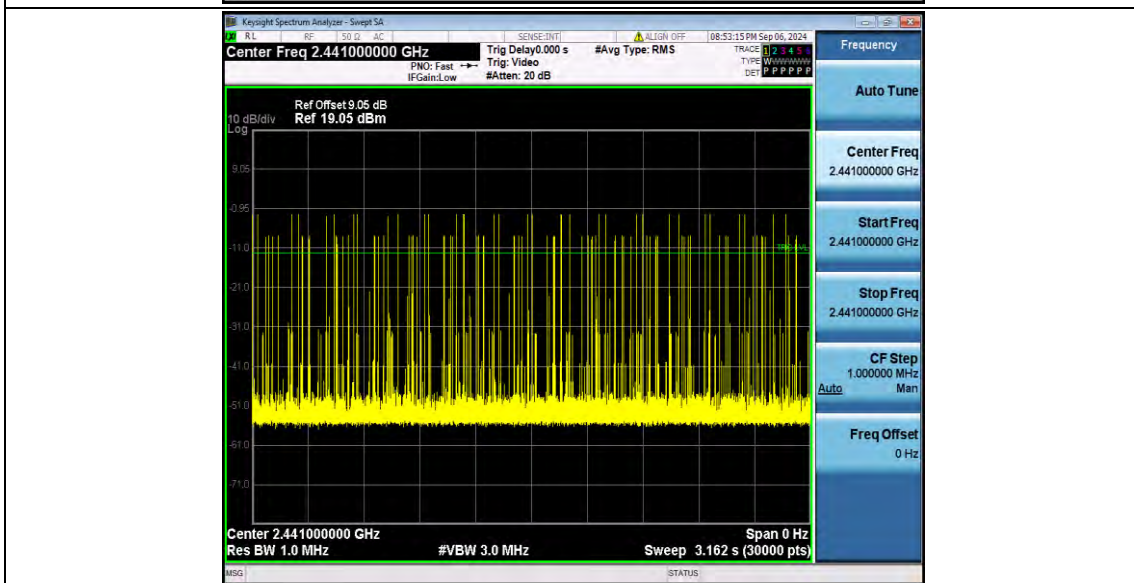 Keysight Spectrum Analyzer - Swept SA
RL RF 50 Ω AC SENSE:INT ALIGN OFF 08:53:15 PM Sep 06, 2024
Center Freq 2.441000000 GHz
PNO: Fast
IFGain:Low
Trig Delay0.000 s
Trig: Video
#Atten: 20 dB
#Avg Type: RMS
TRACE 1 2 3 4 5 6
TYPE W
DET P P P P P P
Ref Offset 9.05 dB
10 dB/div Ref 19.05 dBm
Log
9.05
-0.95
-11.0
-21.0
-31.0
-41.0
-51.0
-61.0
-71.0
Center 2.441000000 GHz Span 0 Hz
Res BW 1.0 MHz #VBW 3.0 MHz Sweep 3.162 s (30000 pts)
MSG STATUS
Frequency
Auto Tune
Center Freq
2.441000000 GHz
Start Freq
2.441000000 GHz
Stop Freq
2.441000000 GHz
CF Step
1.000000 MHz
Auto Man
Freq Offset
0 Hz